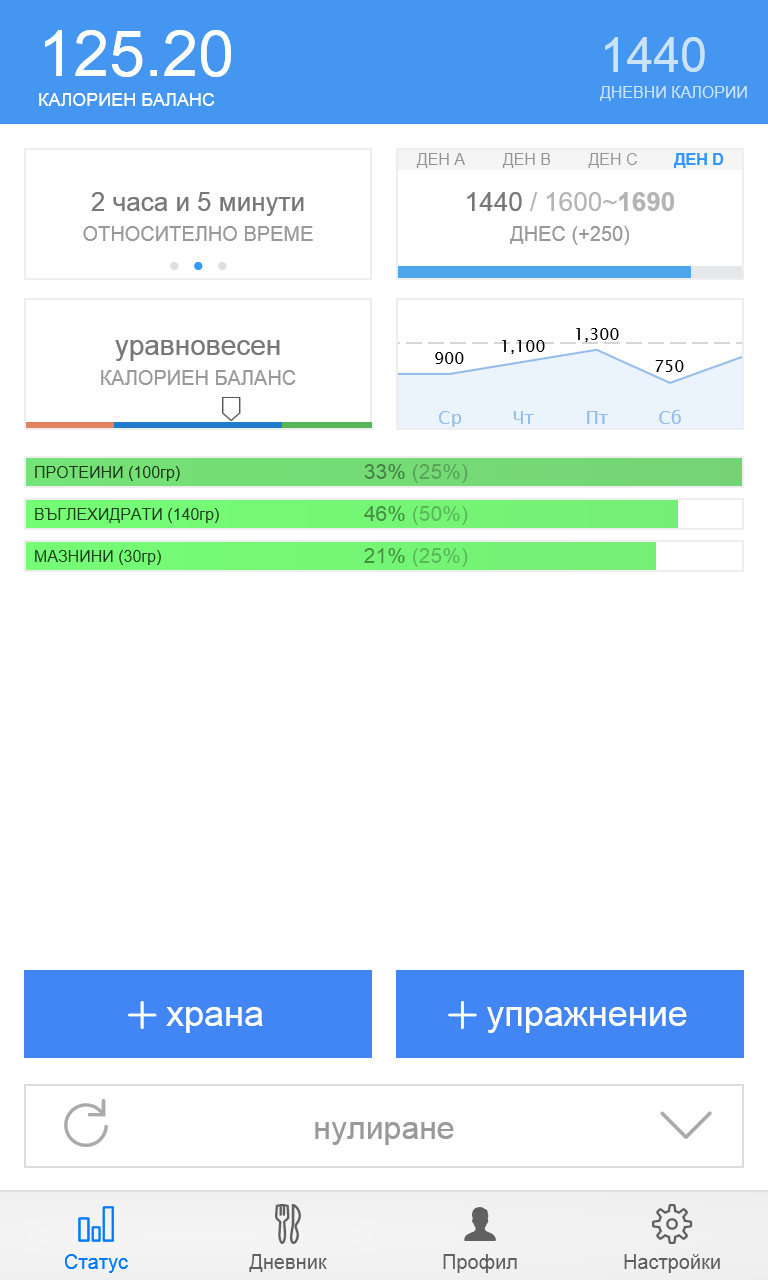 125.20
КАЛОРИЕН БАЛАНС
1440
ДНЕВНИ КАЛОРИИ
2 часа и 5 минути
ОТНОСИТЕЛНО ВРЕМЕ
ДЕН A ДЕН B ДЕН C ДЕН D
1440 / 1600~1690
ДНЕС (+250)
уравновесен
КАЛОРИЕН БАЛАНС
900 1,100 1,300 750
Ср Чт Пт Сб
ПРОТЕИНИ (100гр) 33% (25%)
ВЪГЛЕХИДРАТИ (140гр) 46% (50%)
МАЗНИНИ (30гр) 21% (25%)
+ храна
+ упражнение
нулиране
Статус Дневник Профил Настройки